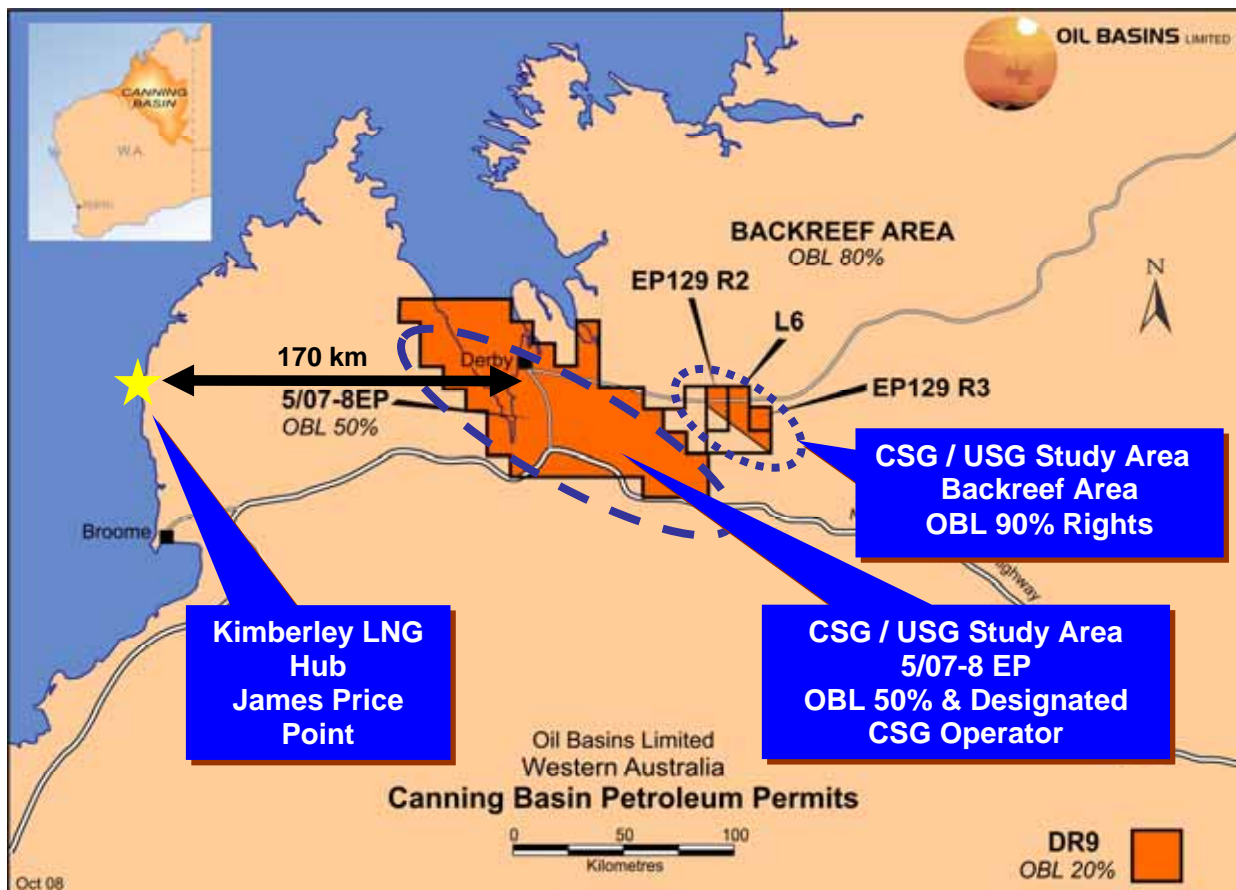 CANNING
BASIN
W.A.
OIL BASINS LIMITED
BACKREEF AREA
OBL 80%
EP129 R2
L6
EP129 R3
N
170 km
Derby
5/07-8EP
OBL 50%
Broome
CSG / USG Study Area
Backreef Area
OBL 90% Rights
Kimberley LNG
Hub
James Price
Point
CSG / USG Study Area
5/07-8 EP
OBL 50% & Designated
CSG Operator
Oil Basins Limited
Western Australia
Canning Basin Petroleum Permits
0 50 100
Kilometres
DR9
OBL 20%
Oct 08